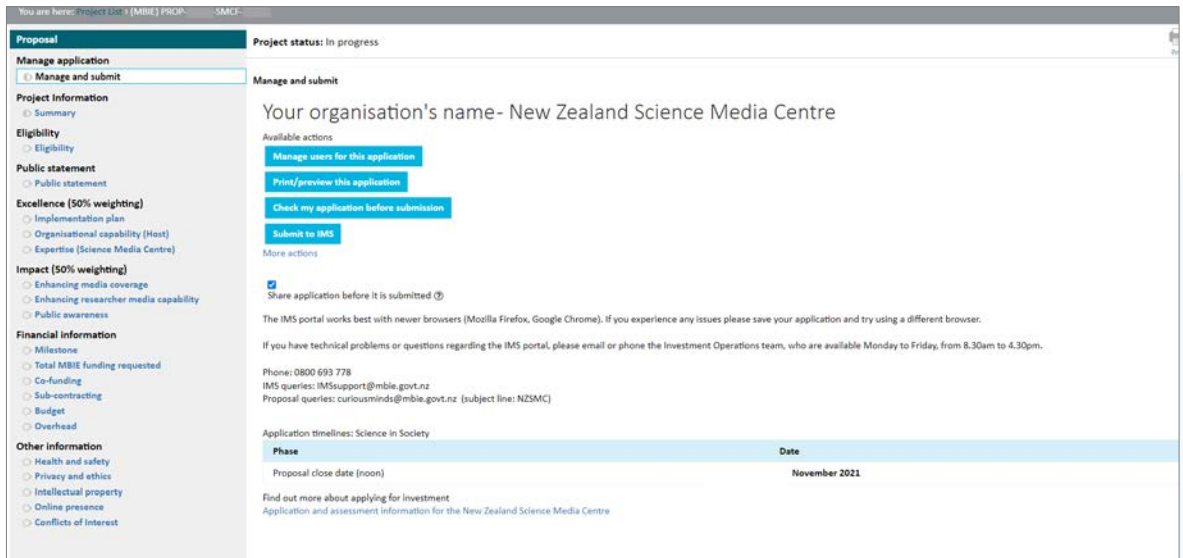 You are here: Project List › [MBIE] PROP- -SMCF-
Proposal
Manage application
Manage and submit
Project Information
Summary
Eligibility
Eligibility
Public statement
Public statement
Excellence (50% weighting)
Implementation plan
Organisational capability (Host)
Expertise (Science Media Centre)
Impact (50% weighting)
Enhancing media coverage
Enhancing researcher media capability
Public awareness
Financial information
Milestone
Total MBIE funding requested
Co-funding
Sub-contracting
Budget
Overhead
Other information
Health and safety
Privacy and ethics
Intellectual property
Online presence
Conflicts of Interest
Project status: In progress
Manage and submit
Your organisation's name- New Zealand Science Media Centre
Available actions
Manage users for this application
Print/preview this application
Check my application before submission
Submit to IMS
More actions
Share application before it is submitted ?
The IMS portal works best with newer browsers (Mozilla Firefox, Google Chrome). If you experience any issues please save your application and try using a different browser.
If you have technical problems or questions regarding the IMS portal, please email or phone the Investment Operations team, who are available Monday to Friday, from 8.30am to 4.30pm.
Phone: 0800 693 778
IMS queries: IMSsupport@mbie.govt.nz
Proposal queries: curiousminds@mbie.govt.nz (subject line: NZSMC)
Application timelines: Science in Society
Phase Date
Proposal close date (noon) November 2021
Find out more about applying for investment
Application and assessment information for the New Zealand Science Media Centre